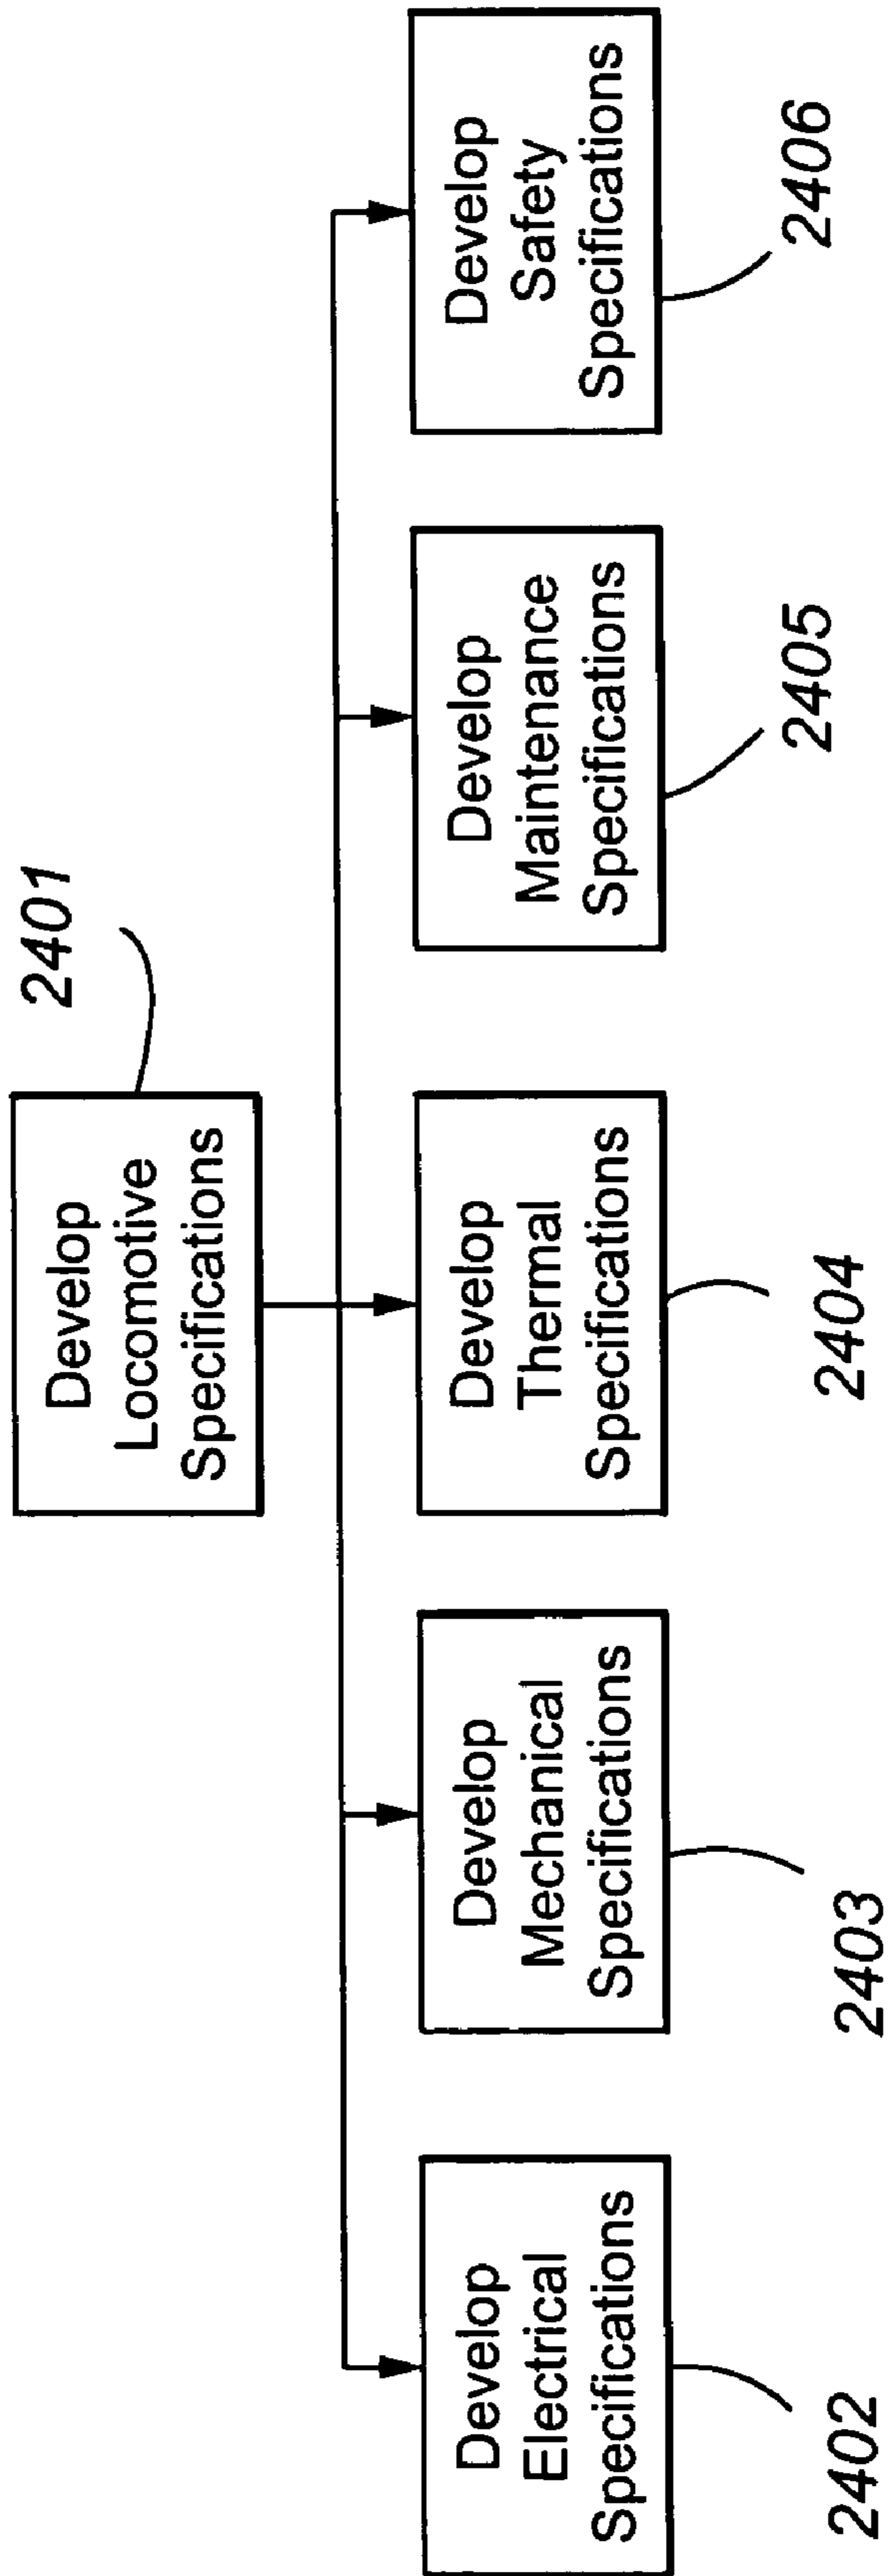 2401
Develop
Locomotive
Specifications
Develop
Electrical
Specifications
2402
Develop
Mechanical
Specifications
2403
Develop
Thermal
Specifications
2404
Develop
Maintenance
Specifications
2405
Develop
Safety
Specifications
2406